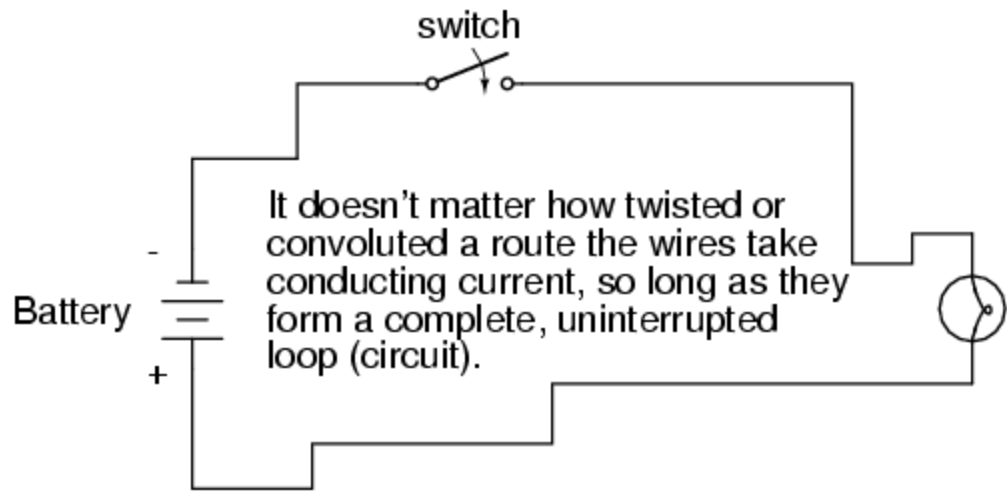 switch
It doesn't matter how twisted or
convoluted a route the wires take
conducting current, so long as they
form a complete, uninterrupted
loop (circuit).
-
Battery
+